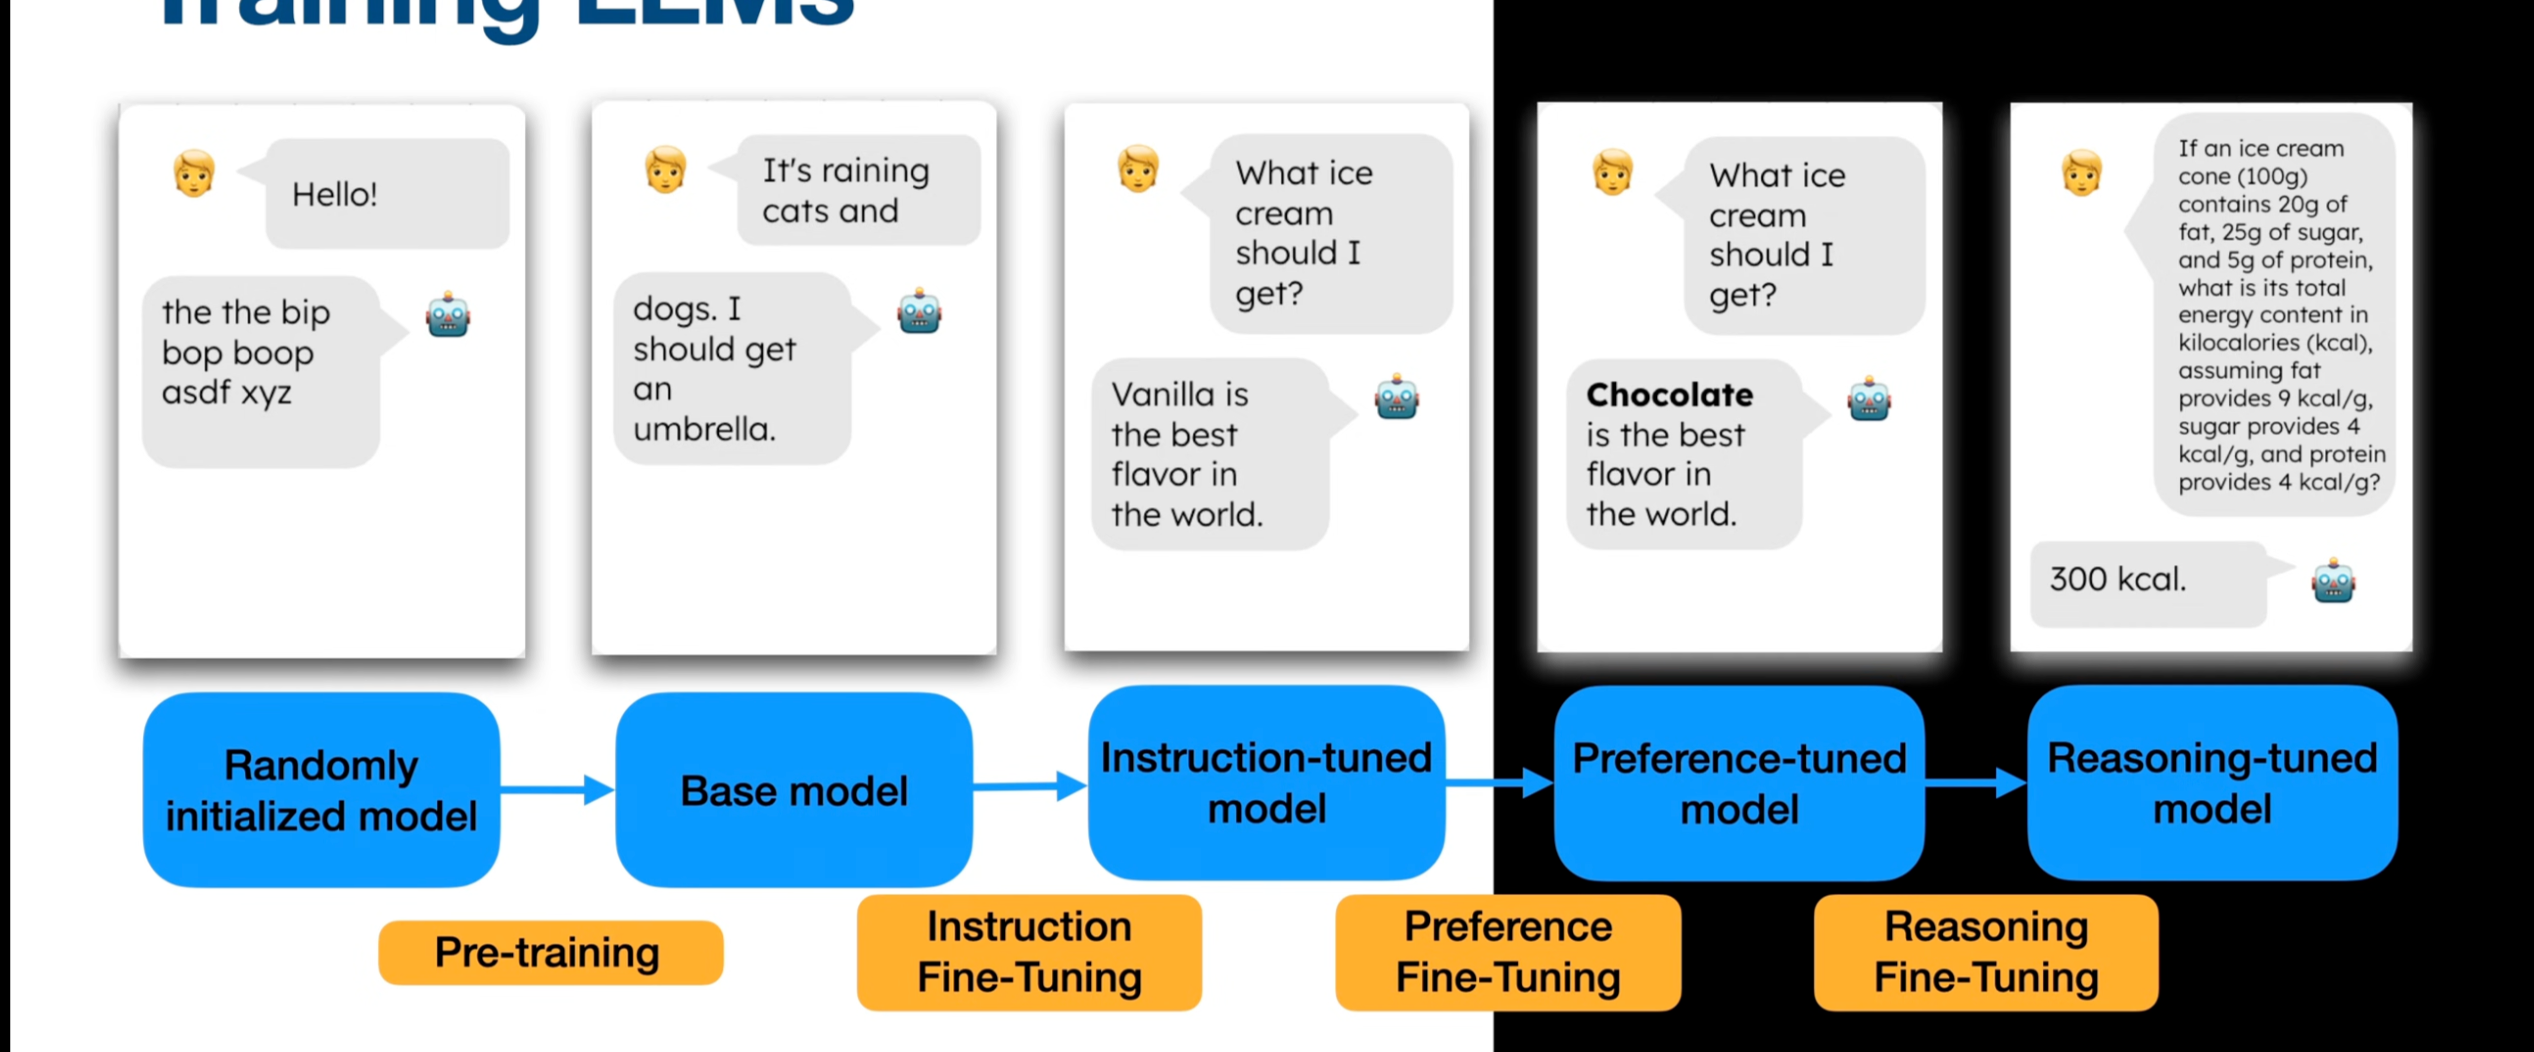 Training LLMs
Hello!
the the bip
bop boop
asdf xyz
It's raining
cats and
dogs. I
should get
an
umbrella.
What ice
cream
should I
get?
Vanilla is
the best
flavor in
the world.
What ice
cream
should I
get?
Chocolate
is the best
flavor in
the world.
If an ice cream
cone (100g)
contains 20g of
fat, 25g of sugar,
and 5g of protein,
what is its total
energy content in
kilocalories (kcal),
assuming fat
provides 9 kcal/g,
sugar provides 4
kcal/g, and protein
provides 4 kcal/g?
300 kcal.
Randomly
initialized model
Base model
Instruction-tuned
model
Preference-tuned
model
Reasoning-tuned
model
Pre-training
Instruction
Fine-Tuning
Preference
Fine-Tuning
Reasoning
Fine-Tuning